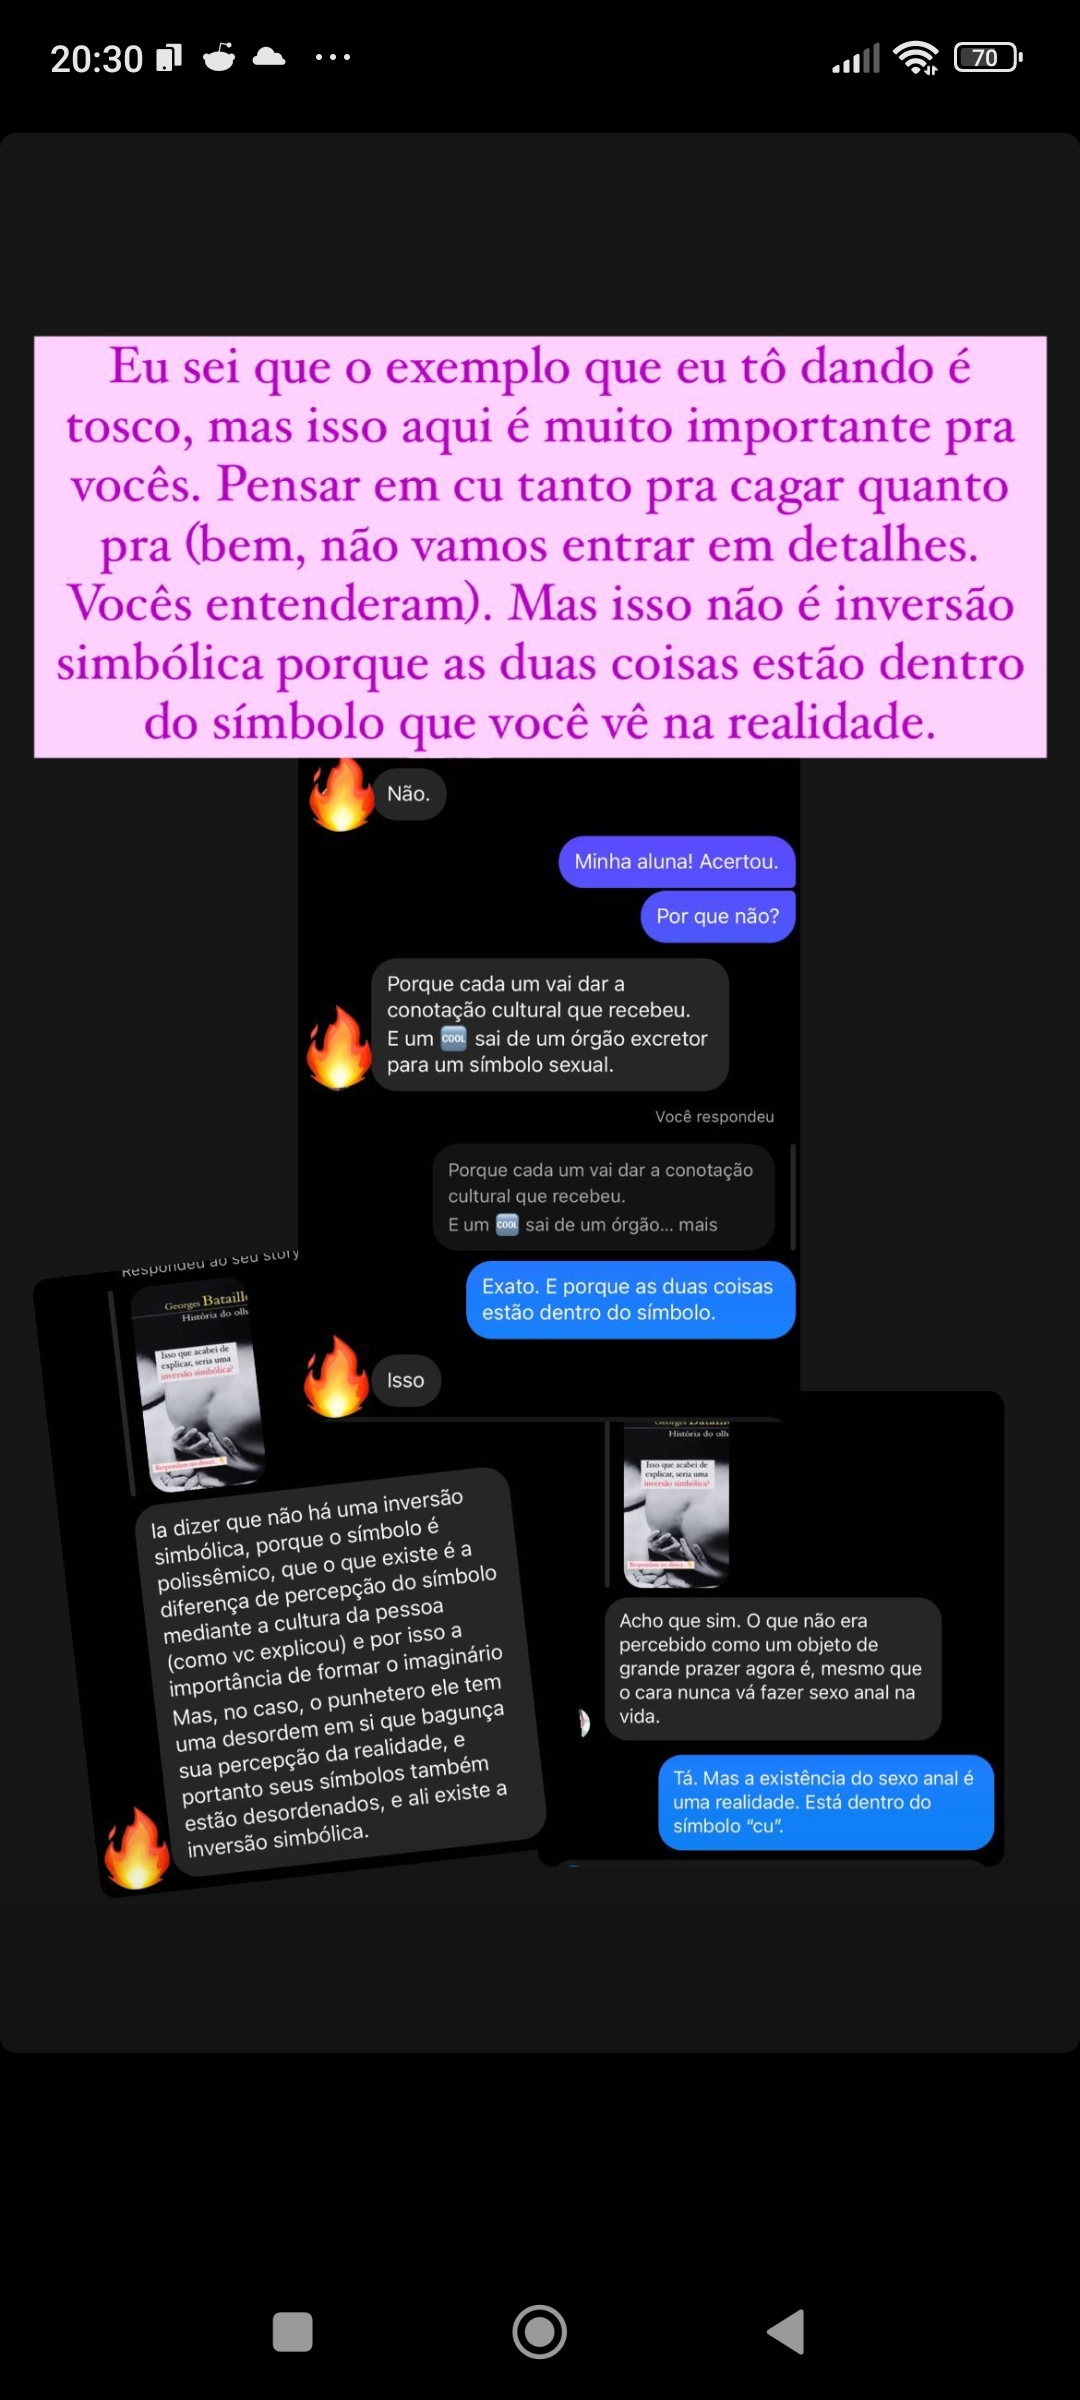 20:30
70
Eu sei que o exemplo que eu tô dando é
tosco, mas isso aqui é muito importante pra
vocês. Pensar em cu tanto pra cagar quanto
pra (bem, não vamos entrar em detalhes.
Vocês entenderam). Mas isso não é inversão
simbólica porque as duas coisas estão dentro
do símbolo que você vê na realidade.
Não.
Minha aluna! Acertou.
Por que não?
Porque cada um vai dar a
conotação cultural que recebeu.
E um COOL sai de um órgão excretor
para um símbolo sexual.
Você respondeu
Porque cada um vai dar a conotação
cultural que recebeu.
E um COOL sai de um órgão... mais
Exato. E porque as duas coisas
estão dentro do símbolo.
Isso
Respondeu ao seu story
Georges Bataille
História do olh
Isso que acabei de
explicar, seria uma
inversão simbólica?
Respondam no direct.
Ia dizer que não há uma inversão
simbólica, porque o símbolo é
polissêmico, que o que existe é a
diferença de percepção do símbolo
mediante a cultura da pessoa
(como vc explicou) e por isso a
importância de formar o imaginário
Mas, no caso, o punhetero ele tem
uma desordem em si que bagunça
sua percepção da realidade, e
portanto seus símbolos também
estão desordenados, e ali existe a
inversão simbólica.
Georges Bataill
História do olh
Isso que acabei de
explicar, seria uma
inversão simbólica?
Respondam no direct.
Acho que sim. O que não era
percebido como um objeto de
grande prazer agora é, mesmo que
o cara nunca vá fazer sexo anal na
vida.
Tá. Mas a existência do sexo anal é
uma realidade. Está dentro do
símbolo “cu”.